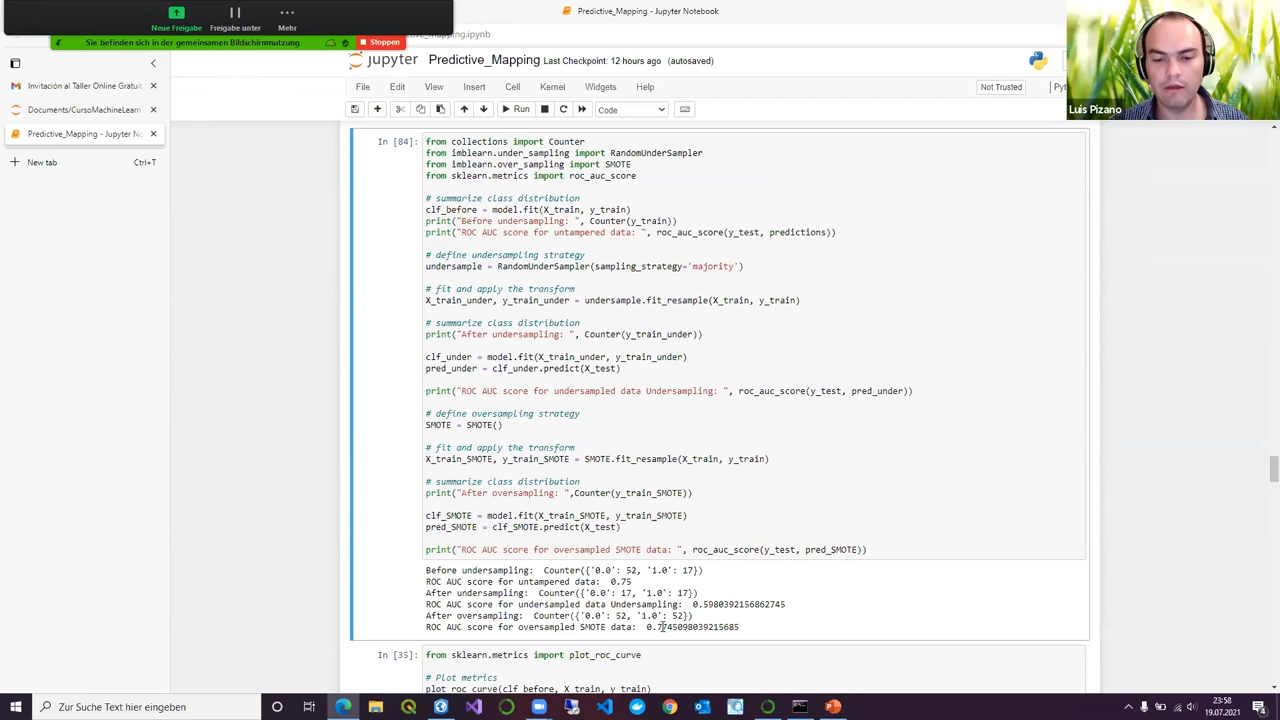 Predictive_Mapping - Jupyter Notebook
Neue Freigabe
Freigabe unter
Mehr
Sie befinden sich in der gemeinsamen Bildschirmnutzung
Stoppen
_mapping.ipynb
Invitación al Taller Online Gratuit
Documents/CursoMachineLearn
Predictive_Mapping - Jupyter No
New tab
Ctrl+T
jupyter Predictive_Mapping Last Checkpoint: 12 hours ago (autosaved)
Luis Pizano
File Edit View Insert Cell Kernel Widgets Help
Not Trusted
Run
Code
In [84]:
from collections import Counter
from imblearn.under_sampling import RandomUnderSampler
from imblearn.over_sampling import SMOTE
from sklearn.metrics import roc_auc_score
# summarize class distribution
clf_before = model.fit(X_train, y_train)
print("Before undersampling: ", Counter(y_train))
print("ROC AUC score for untampered data: ", roc_auc_score(y_test, predictions))
# define undersampling strategy
undersample = RandomUnderSampler(sampling_strategy='majority')
# fit and apply the transform
X_train_under, y_train_under = undersample.fit_resample(X_train, y_train)
# summarize class distribution
print("After undersampling: ", Counter(y_train_under))
clf_under = model.fit(X_train_under, y_train_under)
pred_under = clf_under.predict(X_test)
print("ROC AUC score for undersampled data Undersampling: ", roc_auc_score(y_test, pred_under))
# define oversampling strategy
SMOTE = SMOTE()
# fit and apply the transform
X_train_SMOTE, y_train_SMOTE = SMOTE.fit_resample(X_train, y_train)
# summarize class distribution
print("After oversampling: ",Counter(y_train_SMOTE))
clf_SMOTE = model.fit(X_train_SMOTE, y_train_SMOTE)
pred_SMOTE = clf_SMOTE.predict(X_test)
print("ROC AUC score for oversampled SMOTE data: ", roc_auc_score(y_test, pred_SMOTE))
Before undersampling:  Counter({'0.0': 52, '1.0': 17})
ROC AUC score for untampered data:  0.75
After undersampling:  Counter({'0.0': 17, '1.0': 17})
ROC AUC score for undersampled data Undersampling:  0.5980392156862745
After oversampling:  Counter({'0.0': 52, '1.0': 52})
ROC AUC score for oversampled SMOTE data:  0.7745098039215685
In [35]:
from sklearn.metrics import plot_roc_curve
# Plot metrics
plot_roc_curve(clf_before, X_train, y_train)
Zur Suche Text hier eingeben
23:58
19.07.2021